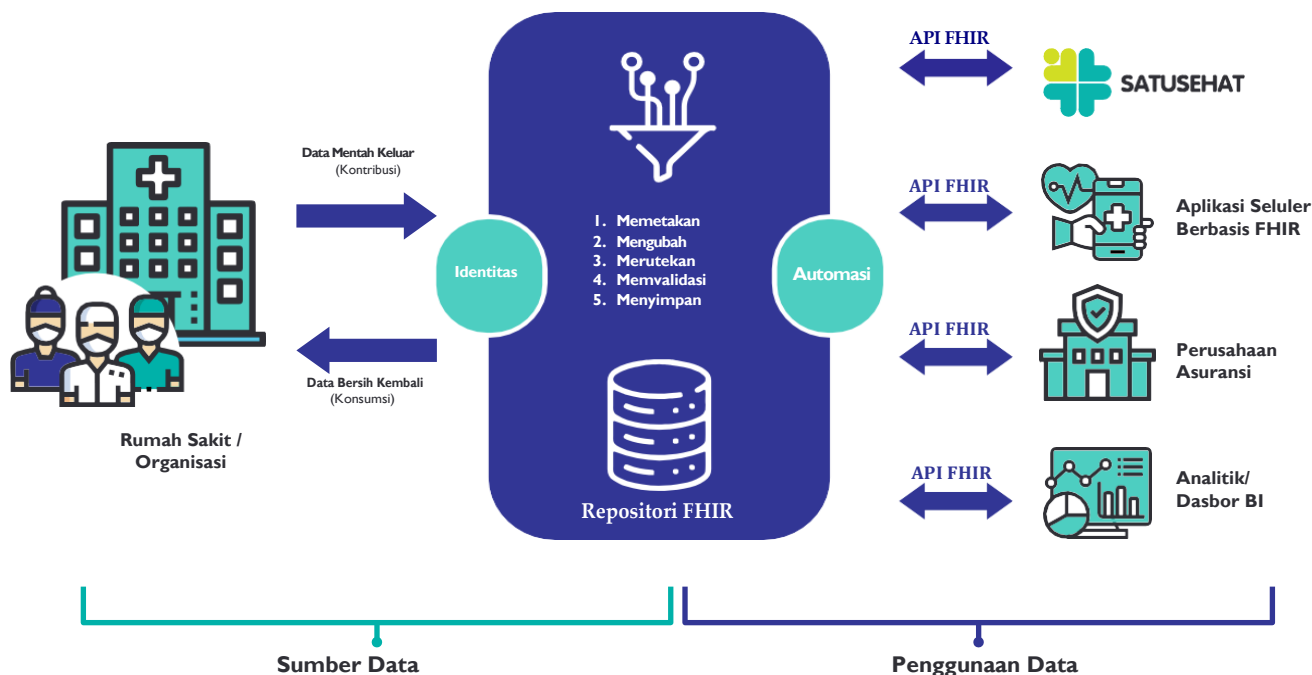 API FHIR
SATUSEHAT
Data Mentah Keluar
(Kontribusi)
API FHIR
Aplikasi Seluler
Berbasis FHIR
1. Memetakan
2. Mengubah
3. Merutekan
4. Memvalidasi
5. Menyimpan
Identitas
Automasi
API FHIR
Perusahaan
Asuransi
Data Bersih Kembali
(Konsumsi)
Rumah Sakit /
Organisasi
API FHIR
Analitik/
Dasbor BI
Repositori FHIR
Sumber Data
Penggunaan Data